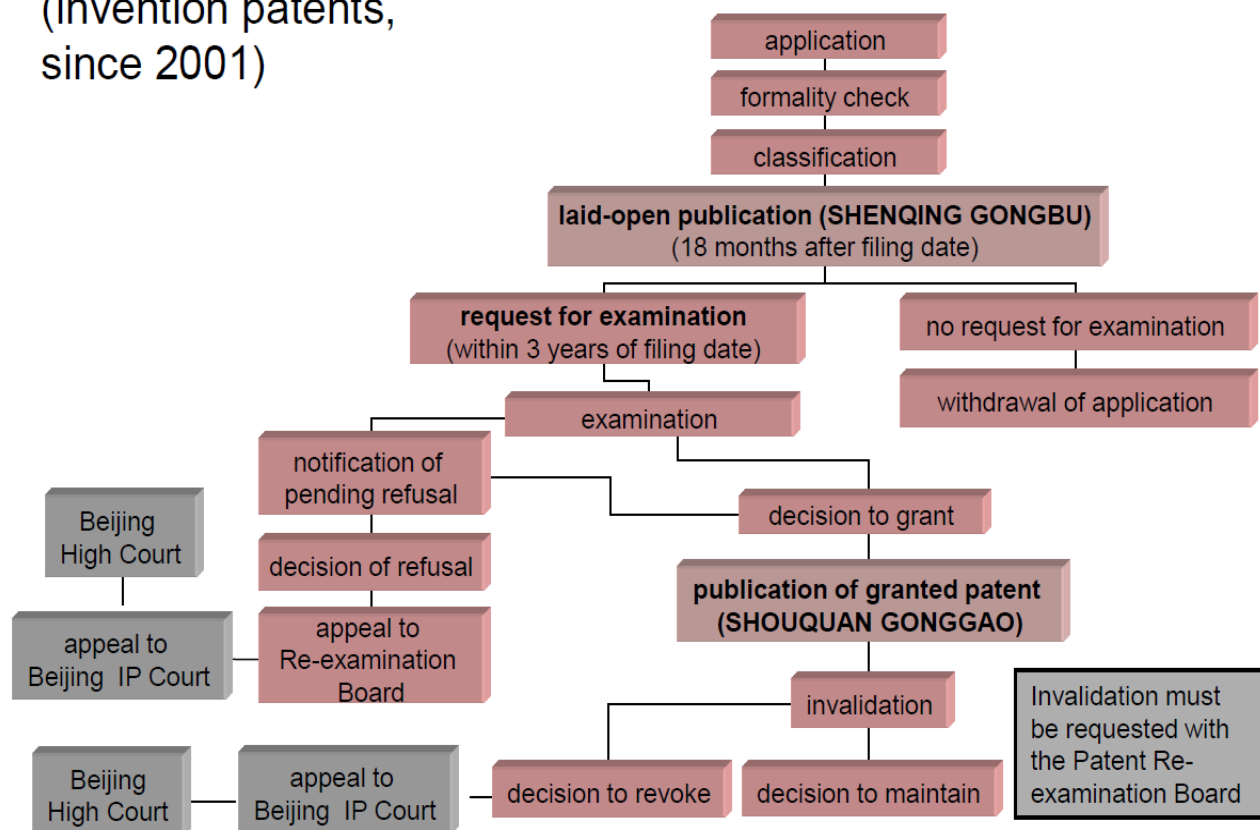 (Invention patents,
since 2001)
application
formality check
classification
laid-open publication (SHENQING GONGBU)
(18 months after filing date)
request for examination
(within 3 years of filing date)
no request for examination
withdrawal of application
examination
notification of
pending refusal
decision to grant
Beijing
High Court
decision of refusal
publication of granted patent
(SHOUQUAN GONGGAO)
appeal to
Beijing IP Court
appeal to
Re-examination
Board
invalidation
Invalidation must
be requested with
the Patent Re-
examination Board
Beijing
High Court
appeal to
Beijing IP Court
decision to revoke
decision to maintain